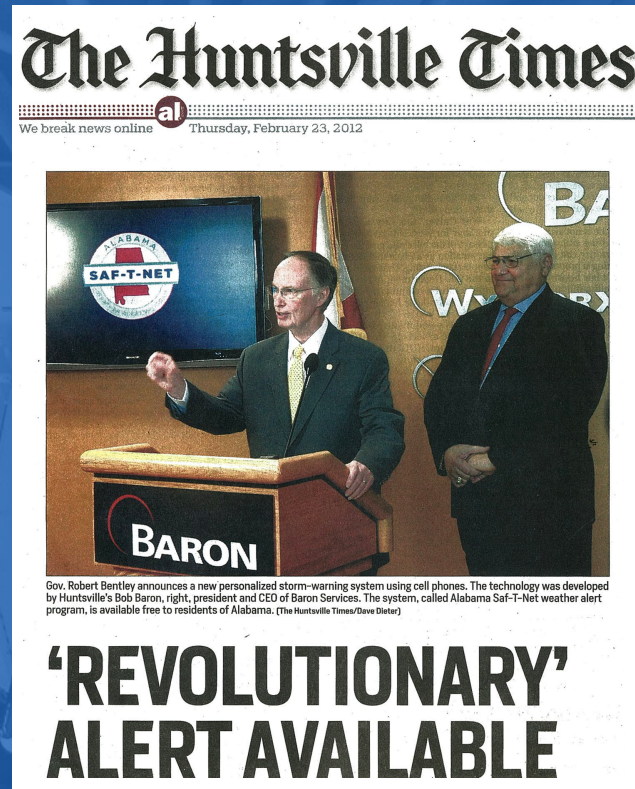 The Huntsville Times
al
We break news online Thursday, February 23, 2012
ALABAMA
SAF-T-NET
BA
W
RX
BARON
Gov. Robert Bentley announces a new personalized storm-warning system using cell phones. The technology was developed
by Huntsville's Bob Baron, right, president and CEO of Baron Services. The system, called Alabama Saf-T-Net weather alert
program, is available free to residents of Alabama. (The Huntsville Times/Dave Dieter)
‘REVOLUTIONARY’
ALERT AVAILABLE